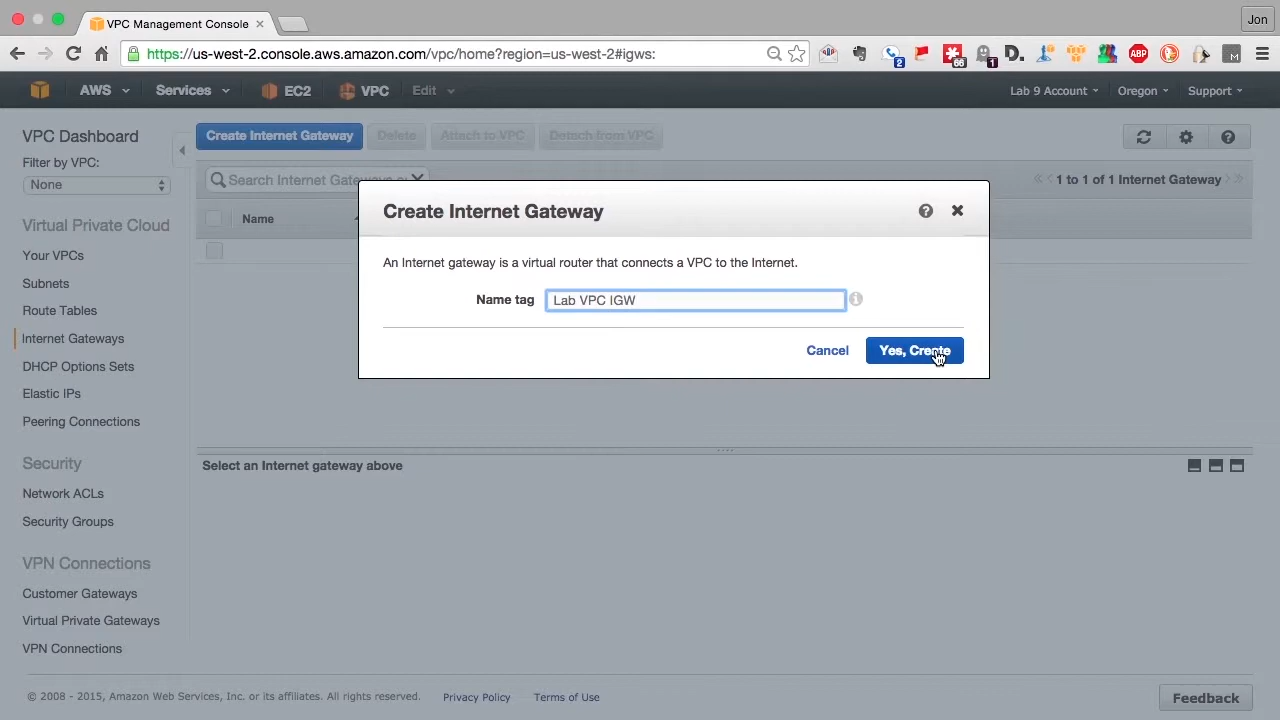 VPC Management Console
Jon
https://us-west-2.console.aws.amazon.com/vpc/home?region=us-west-2#igws:
2
66
1
D.
ABP
M
AWS Services EC2 VPC Edit Lab 9 Account Oregon Support
VPC Dashboard
Filter by VPC:
None
Virtual Private Cloud
Your VPCs
Subnets
Route Tables
Internet Gateways
DHCP Options Sets
Elastic IPs
Peering Connections
Security
Network ACLs
Security Groups
VPN Connections
Customer Gateways
Virtual Private Gateways
VPN Connections
Create Internet Gateway Delete Attach to VPC Detach from VPC
Search Internet
1 to 1 of 1 Internet Gateway
Name
Create Internet Gateway
An Internet gateway is a virtual router that connects a VPC to the Internet.
Name tag Lab VPC IGW
Cancel Yes, Create
Select an Internet gateway above
© 2008 - 2015, Amazon Web Services, Inc. or its affiliates. All rights reserved. Privacy Policy Terms of Use
Feedback